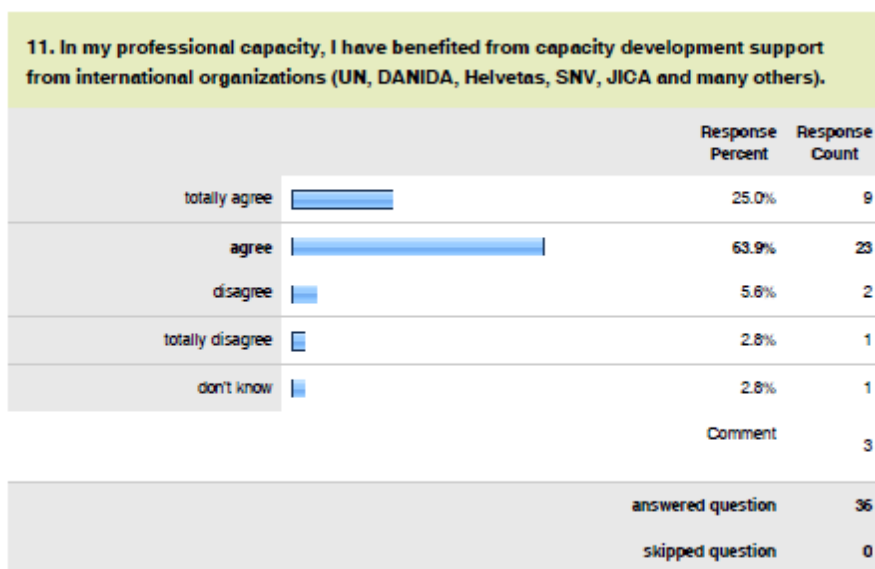 11. In my professional capacity, I have benefited from capacity development support
from international organizations (UN, DANIDA, Helvetas, SNV, JICA and many others).
Response Percent Response Count
totally agree 25.0% 9
agree 63.9% 23
disagree 5.6% 2
totally disagree 2.8% 1
don't know 2.8% 1
Comment 3
answered question 36
skipped question 0